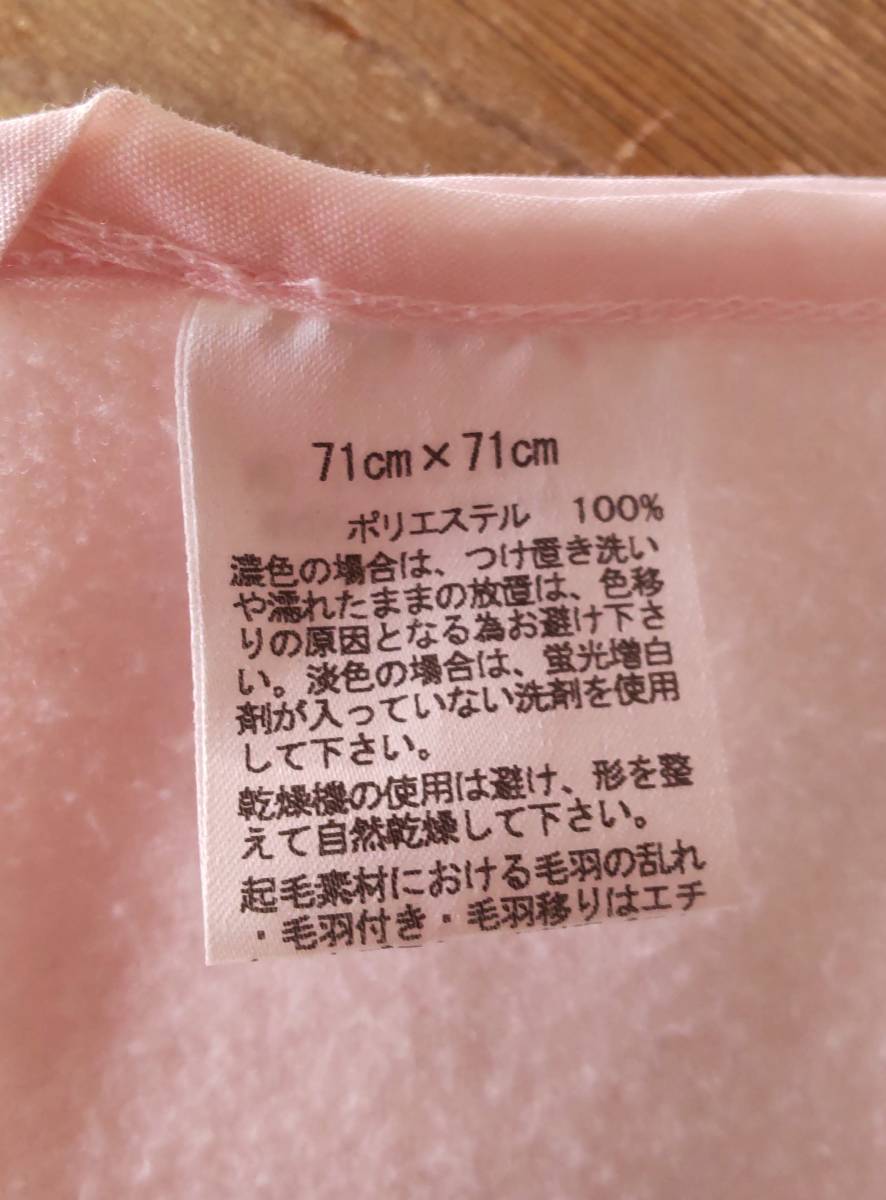 71cm×71cm
ポリエステル 100%
濃色の場合は、つけ置き洗い
や濡れたままの放置は、色移
りの原因となる為お避け下さ
い。淡色の場合は、蛍光増白
剤が入っていない洗剤を使用
して下さい。
乾燥機の使用は避け、形を整
えて自然乾燥して下さい。
起毛素材における毛羽の乱れ
・毛羽付き・毛羽移りはエチ